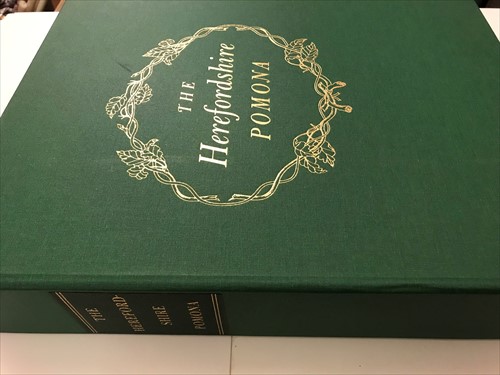 THE
Herefordshire
POMONA
THE
HEREFORD-
SHIRE
POMONA